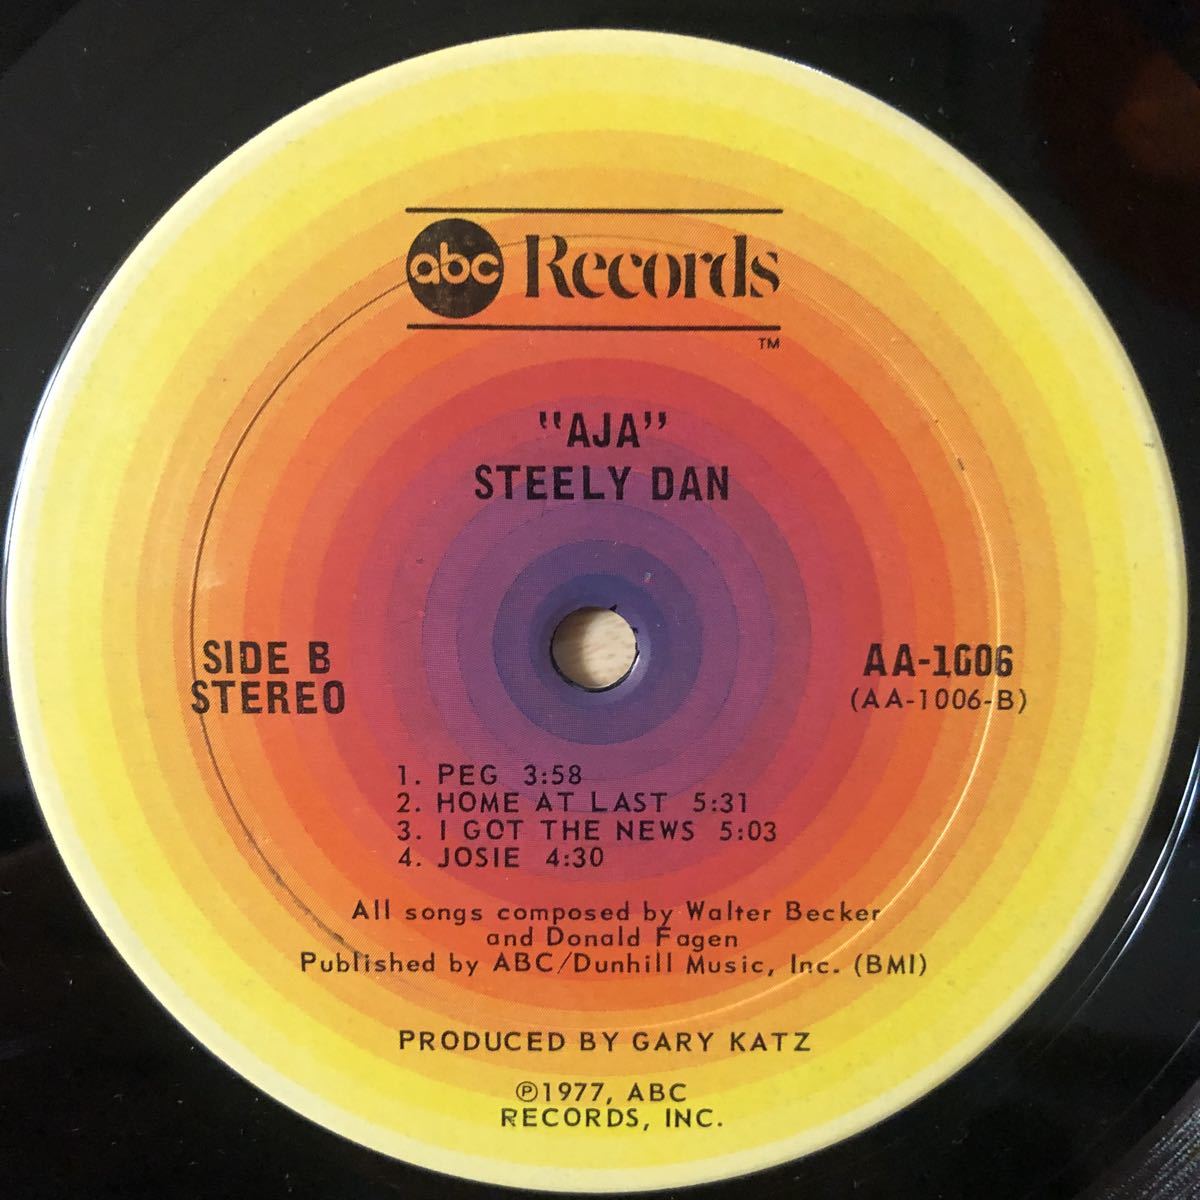 abc Records
TM
"AJA"
STEELY DAN
SIDE B
STEREO
AA-1006
(AA-1006-B)
1. PEG 3:58
2. HOME AT LAST 5:31
3. I GOT THE NEWS 5:03
4. JOSIE 4:30
All songs composed by Walter Becker
and Donald Fagen
Published by ABC/Dunhill Music, Inc. (BMI)
PRODUCED BY GARY KATZ
℗1977, ABC
RECORDS, INC.